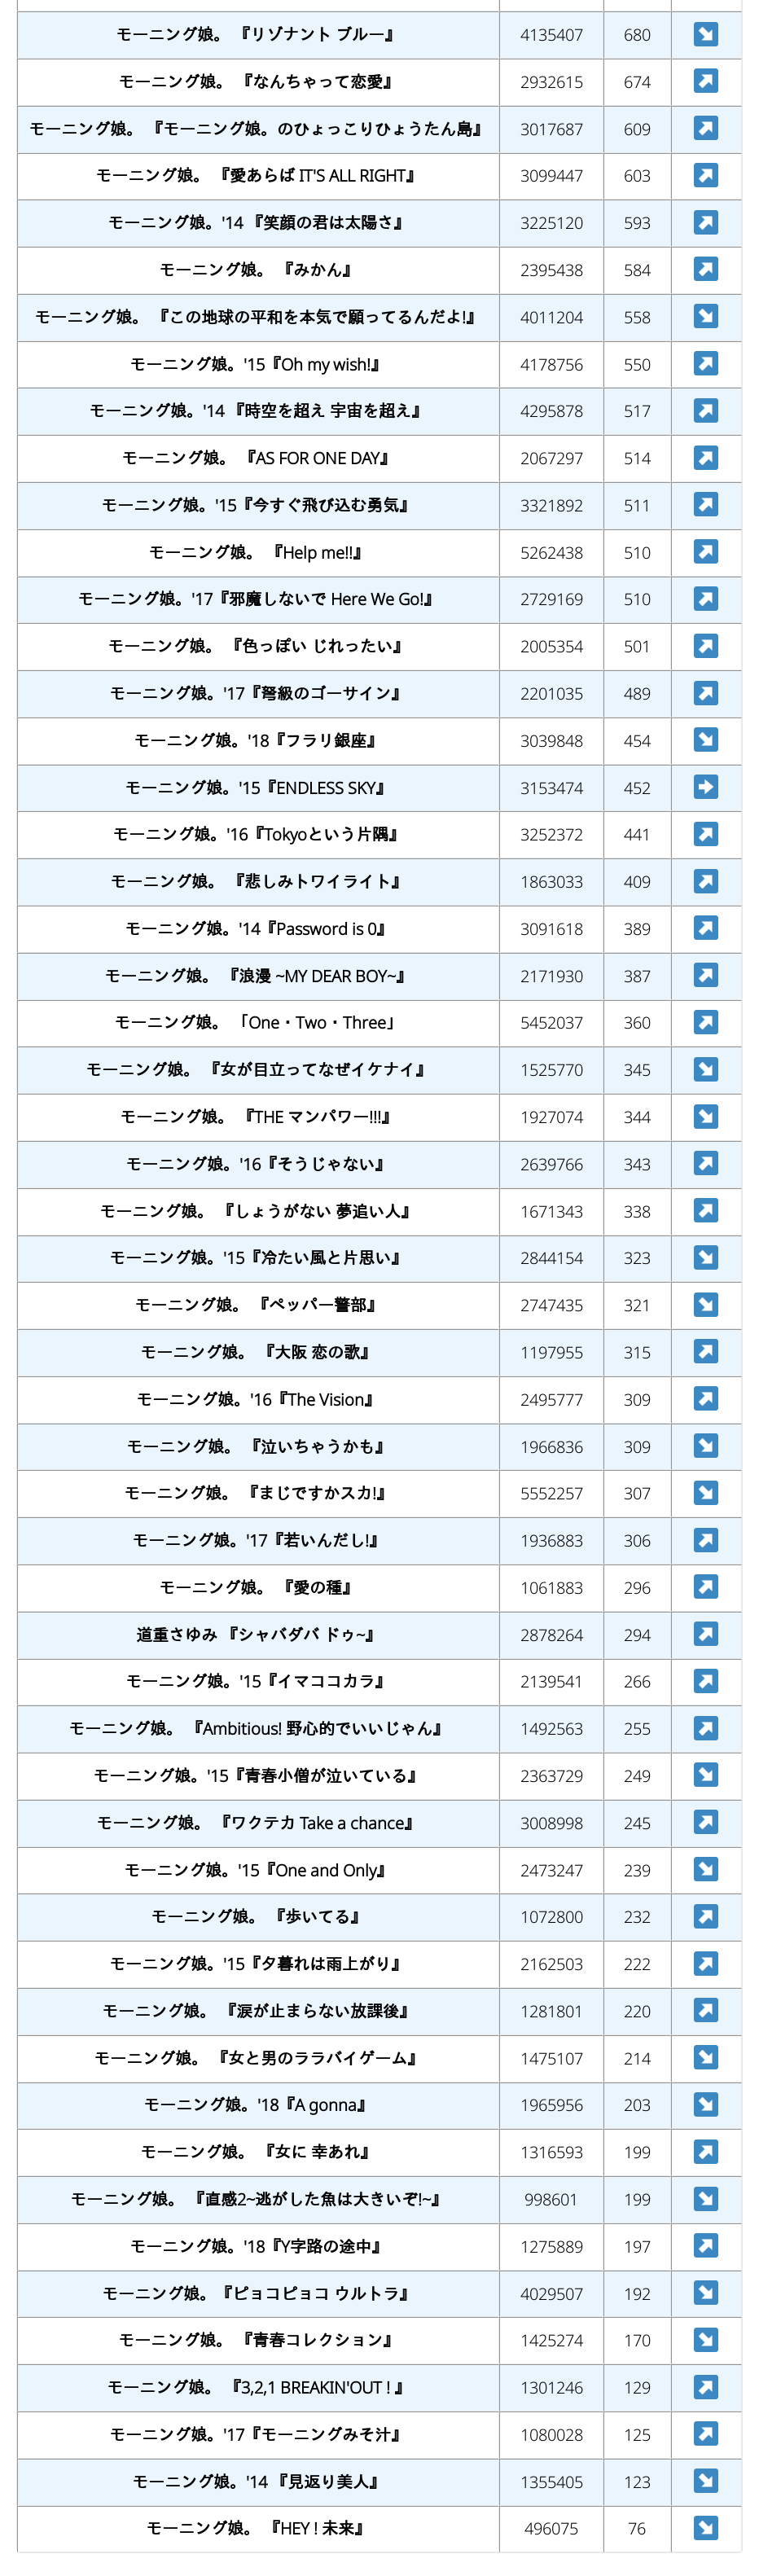 モーニング娘。 『リゾナント ブルー』 4135407 680 ↘
モーニング娘。 『なんちゃって恋愛』 2932615 674 ↗
モーニング娘。 『モーニング娘。のひょっこりひょうたん島』 3017687 609 ↗
モーニング娘。 『愛あらば IT'S ALL RIGHT』 3099447 603 ↗
モーニング娘。'14 『笑顔の君は太陽さ』 3225120 593 ↗
モーニング娘。 『みかん』 2395438 584 ↗
モーニング娘。 『この地球の平和を本気で願ってるんだよ!』 4011204 558 ↘
モーニング娘。'15『Oh my wish!』 4178756 550 ↗
モーニング娘。'14 『時空を超え 宇宙を超え』 4295878 517 ↗
モーニング娘。 『AS FOR ONE DAY』 2067297 514 ↗
モーニング娘。'15『今すぐ飛び込む勇気』 3321892 511 ↗
モーニング娘。 『Help me!!』 5262438 510 ↗
モーニング娘。'17『邪魔しないで Here We Go!』 2729169 510 ↗
モーニング娘。 『色っぽい じれったい』 2005354 501 ↗
モーニング娘。'17『弩級のゴーサイン』 2201035 489 ↗
モーニング娘。'18『フラリ銀座』 3039848 454 ↘
モーニング娘。'15『ENDLESS SKY』 3153474 452 ➡
モーニング娘。'16『Tokyoという片隅』 3252372 441 ↗
モーニング娘。 『悲しみトワイライト』 1863033 409 ↗
モーニング娘。'14『Password is 0』 3091618 389 ↗
モーニング娘。 『浪漫 ~MY DEAR BOY~』 2171930 387 ↗
モーニング娘。 「One・Two・Three」 5452037 360 ↗
モーニング娘。 『女が目立ってなぜイケナイ』 1525770 345 ↘
モーニング娘。 『THE マンパワー!!!』 1927074 344 ↘
モーニング娘。'16『そうじゃない』 2639766 343 ↗
モーニング娘。 『しょうがない 夢追い人』 1671343 338 ↗
モーニング娘。'15『冷たい風と片思い』 2844154 323 ↘
モーニング娘。 『ペッパー警部』 2747435 321 ↘
モーニング娘。 『大阪 恋の歌』 1197955 315 ↗
モーニング娘。'16『The Vision』 2495777 309 ↗
モーニング娘。 『泣いちゃうかも』 1966836 309 ↘
モーニング娘。 『まじですかスカ!』 5552257 307 ↘
モーニング娘。'17『若いんだし!』 1936883 306 ↗
モーニング娘。 『愛の種』 1061883 296 ↗
道重さゆみ 『シャバダバ ドゥ~』 2878264 294 ↗
モーニング娘。'15『イマココカラ』 2139541 266 ↗
モーニング娘。 『Ambitious! 野心的でいいじゃん』 1492563 255 ↗
モーニング娘。'15『青春小僧が泣いている』 2363729 249 ↘
モーニング娘。 『ワクテカ Take a chance』 3008998 245 ↗
モーニング娘。'15『One and Only』 2473247 239 ↘
モーニング娘。 『歩いてる』 1072800 232 ↗
モーニング娘。'15『夕暮れは雨上がり』 2162503 222 ↗
モーニング娘。 『涙が止まらない放課後』 1281801 220 ↗
モーニング娘。 『女と男のララバイゲーム』 1475107 214 ↘
モーニング娘。'18『A gonna』 1965956 203 ↘
モーニング娘。 『女に 幸あれ』 1316593 199 ↗
モーニング娘。 『直感2~逃がした魚は大きいぞ!~』 998601 199 ↘
モーニング娘。'18『Y字路の途中』 1275889 197 ↗
モーニング娘。『ピョコピョコ ウルトラ』 4029507 192 ↘
モーニング娘。 『青春コレクション』 1425274 170 ↘
モーニング娘。 『3,2,1 BREAKIN'OUT ! 』 1301246 129 ↗
モーニング娘。'17『モーニングみそ汁』 1080028 125 ↗
モーニング娘。'14 『見返り美人』 1355405 123 ↘
モーニング娘。 『HEY ! 未来』 496075 76 ↘